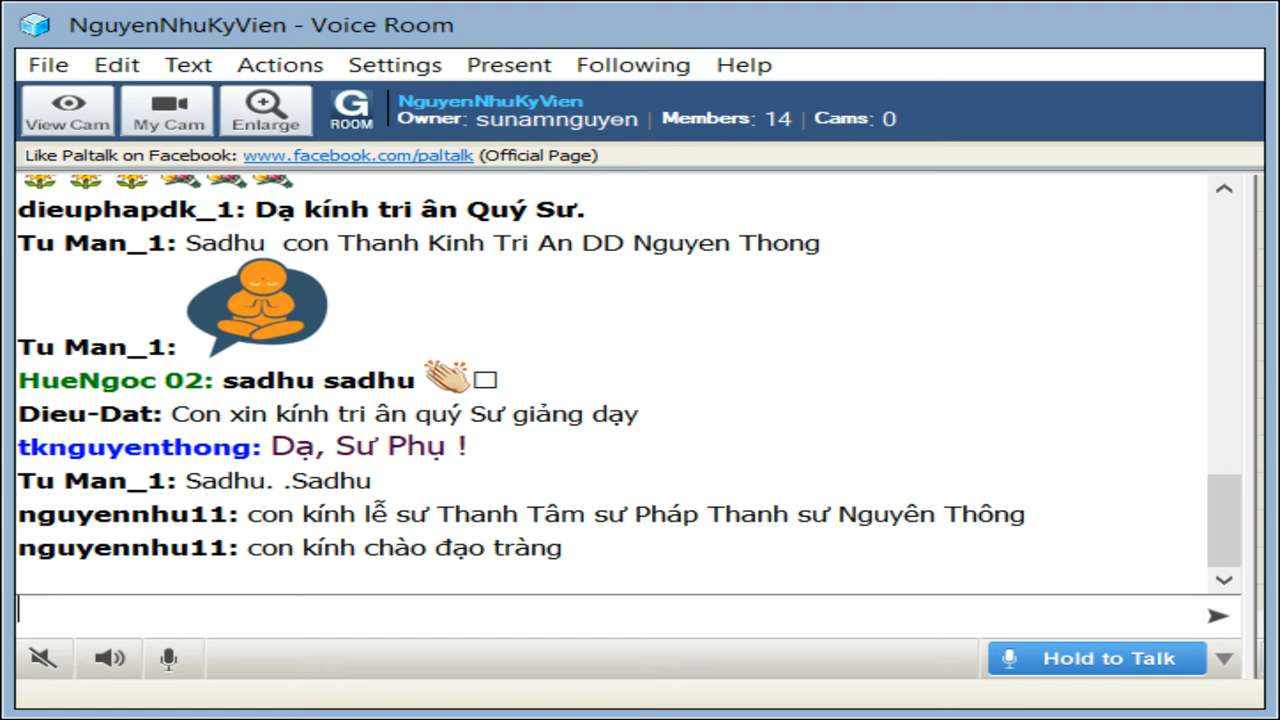 NguyenNhuKyVien - Voice Room
File Edit Text Actions Settings Present Following Help
View Cam My Cam Enlarge G ROOM
NguyenNhuKyVien
Owner: sunamnguyen | Members: 14 | Cams: 0
Like Paltalk on Facebook: www.facebook.com/paltalk (Official Page)
dieuphapdk_1: Dạ kính tri ân Quý Sư.
Tu Man_1: Sadhu con Thanh Kinh Tri An DD Nguyen Thong
Tu Man_1:
HueNgoc 02: sadhu sadhu
Dieu-Dat: Con xin kính tri ân quý Sư giảng dạy
tknguyenthong: Dạ, Sư Phụ !
Tu Man_1: Sadhu. .Sadhu
nguyennhu11: con kính lễ sư Thanh Tâm sư Pháp Thanh sư Nguyên Thông
nguyennhu11: con kính chào đạo tràng
Hold to Talk